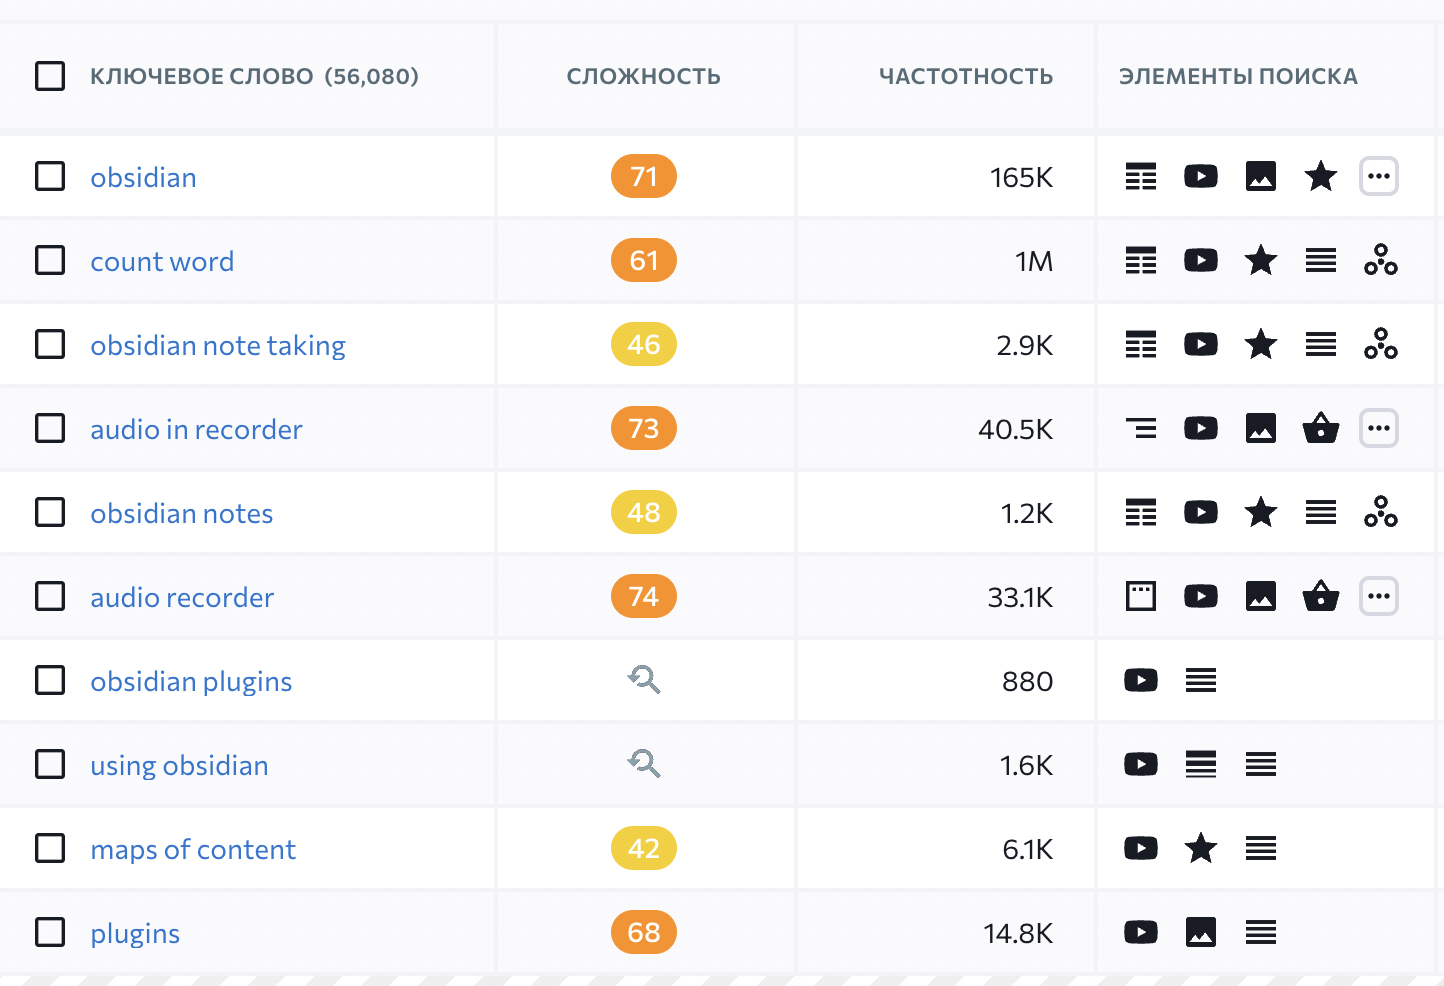 КЛЮЧЕВОЕ СЛОВО (56,080) СЛОЖНОСТЬ ЧАСТОТНОСТЬ ЭЛЕМЕНТЫ ПОИСКА
obsidian 71 165K
count word 61 1M
obsidian note taking 46 2.9K
audio in recorder 73 40.5K
obsidian notes 48 1.2K
audio recorder 74 33.1K
obsidian plugins 880
using obsidian 1.6K
maps of content 42 6.1K
plugins 68 14.8K